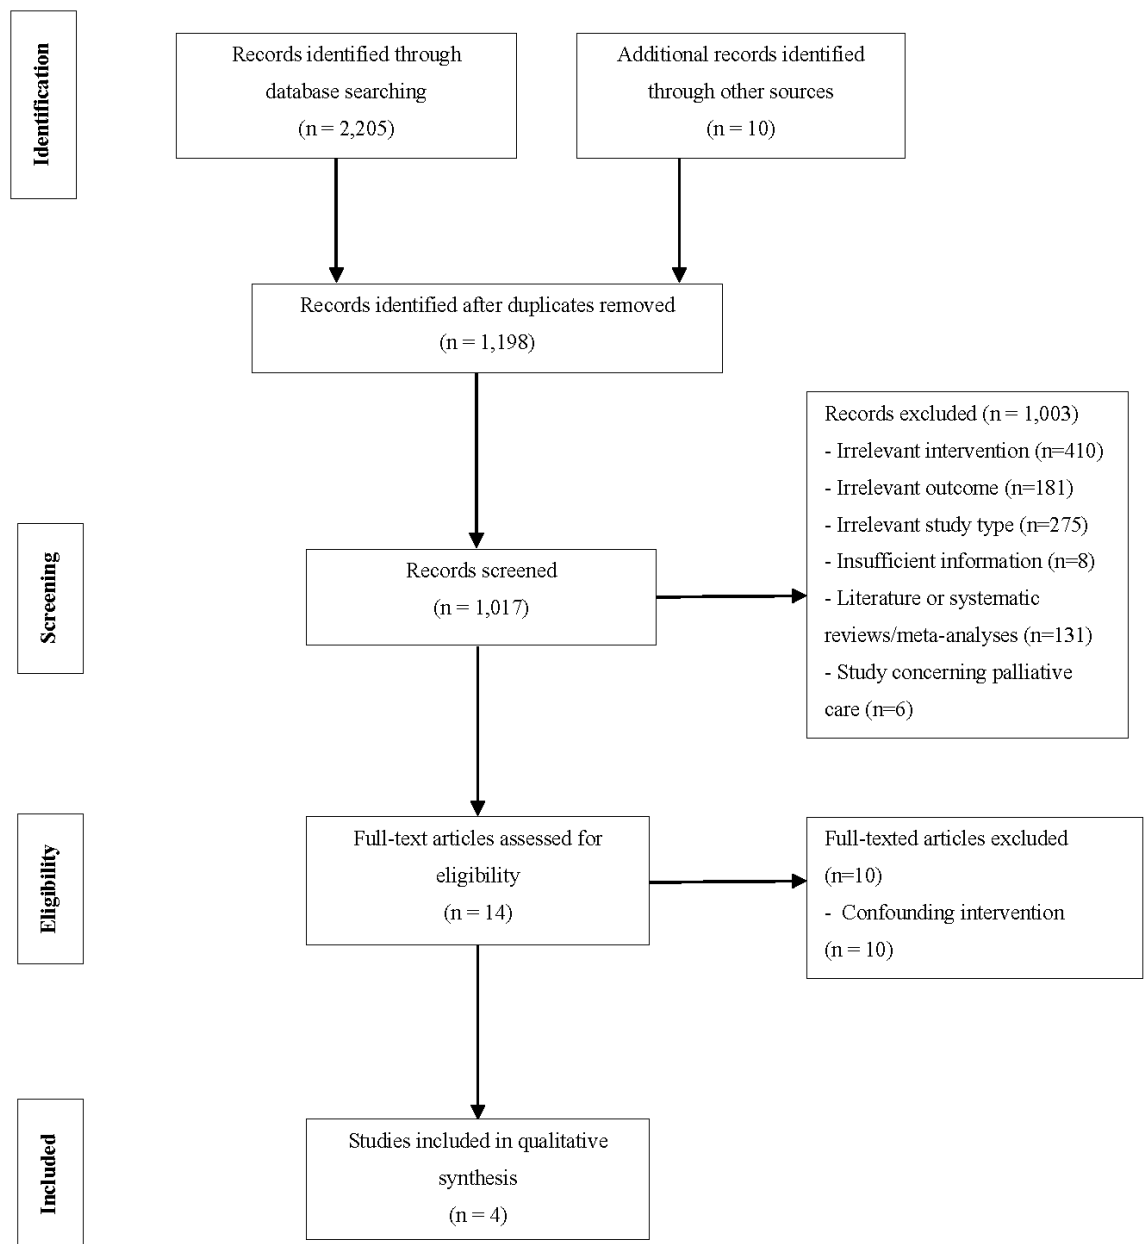 Identification
Records identified through
database searching
(n = 2,205)
Additional records identified
through other sources
(n = 10)
Records identified after duplicates removed
(n = 1,198)
Screening
Records screened
(n = 1,017)
Records excluded (n = 1,003)
- Irrelevant intervention (n=410)
- Irrelevant outcome (n=181)
- Irrelevant study type (n=275)
- Insufficient information (n=8)
- Literature or systematic
reviews/meta-analyses (n=131)
- Study concerning palliative
care (n=6)
Eligibility
Full-text articles assessed for
eligibility
(n = 14)
Full-texted articles excluded
(n=10)
- Confounding intervention
(n = 10)
Included
Studies included in qualitative
synthesis
(n = 4)